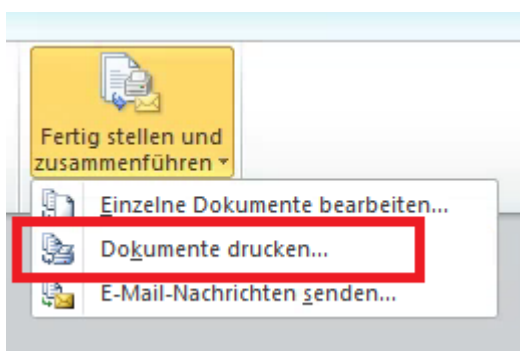 Fertig stellen und
zusammenführen
Einzelne Dokumente bearbeiten...
Dokumente drucken...
E-Mail-Nachrichten senden...